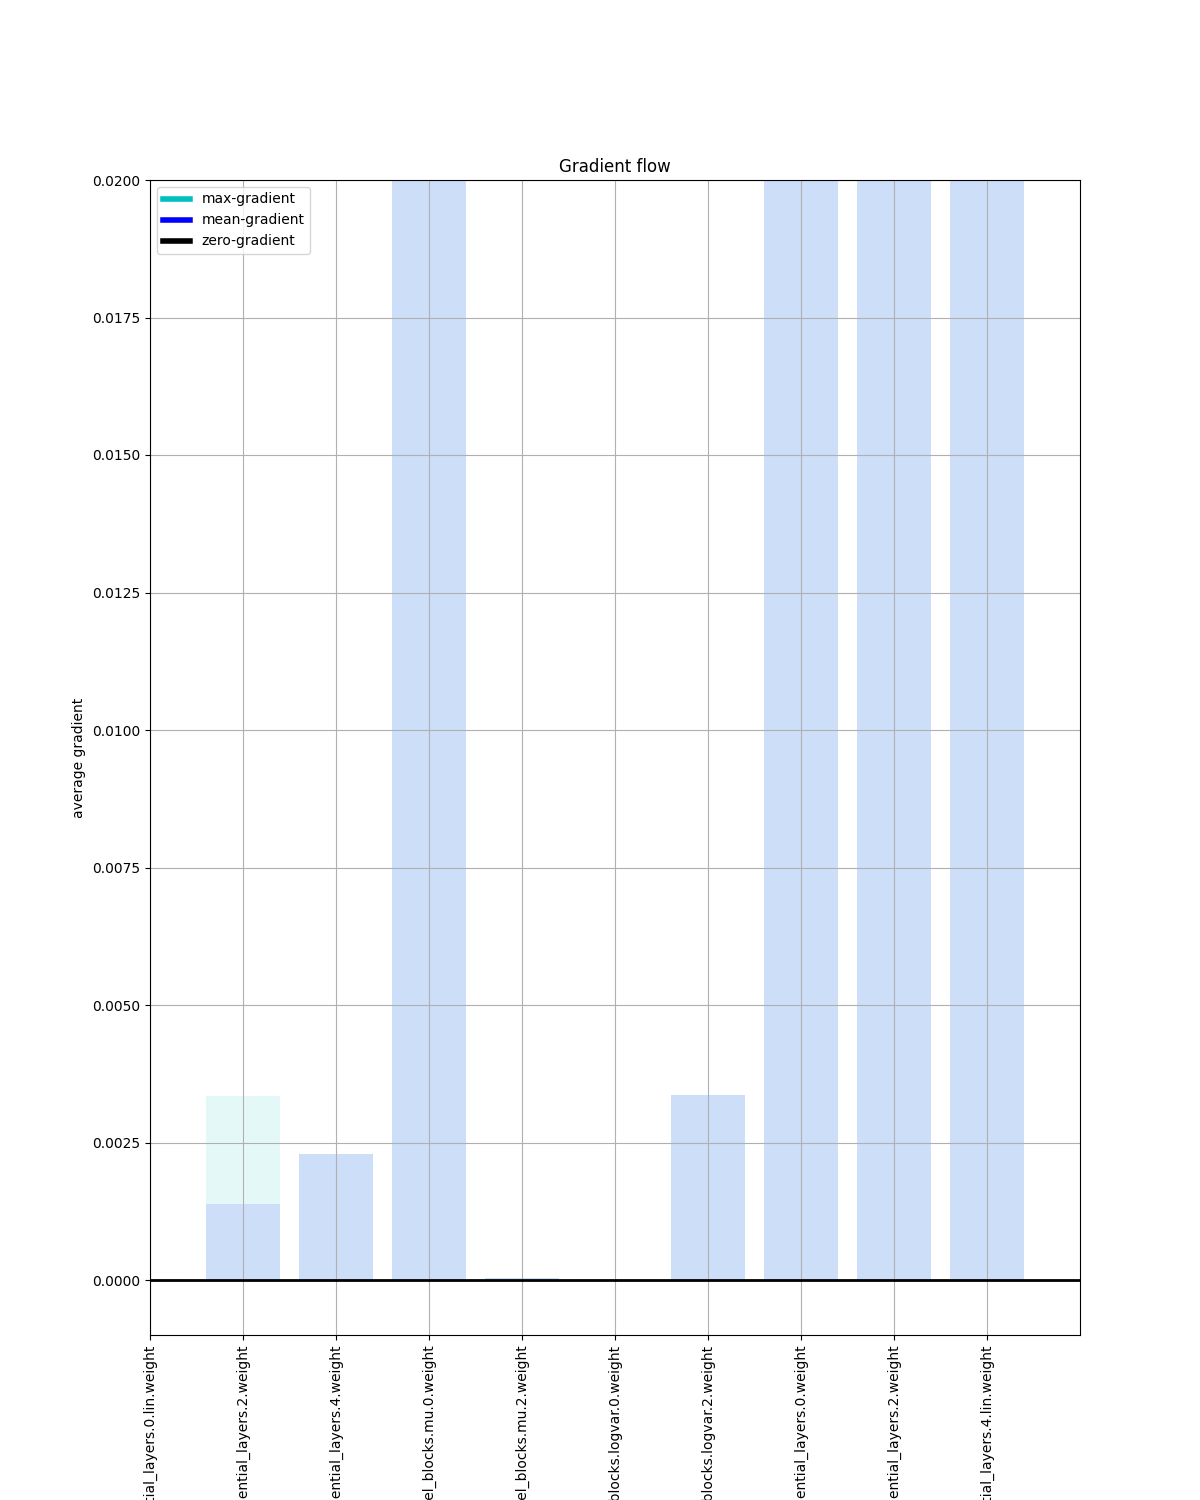 Gradient flow
max-gradient
mean-gradient
zero-gradient
0.0200
0.0175
0.0150
0.0125
0.0100
0.0075
0.0050
0.0025
0.0000
average gradient
tial_layers.0.lin.weight
ential_layers.2.weight
ential_layers.4.weight
el_blocks.mu.0.weight
el_blocks.mu.2.weight
blocks.logvar.0.weight
blocks.logvar.2.weight
ential_layers.0.weight
ential_layers.2.weight
tial_layers.4.lin.weight